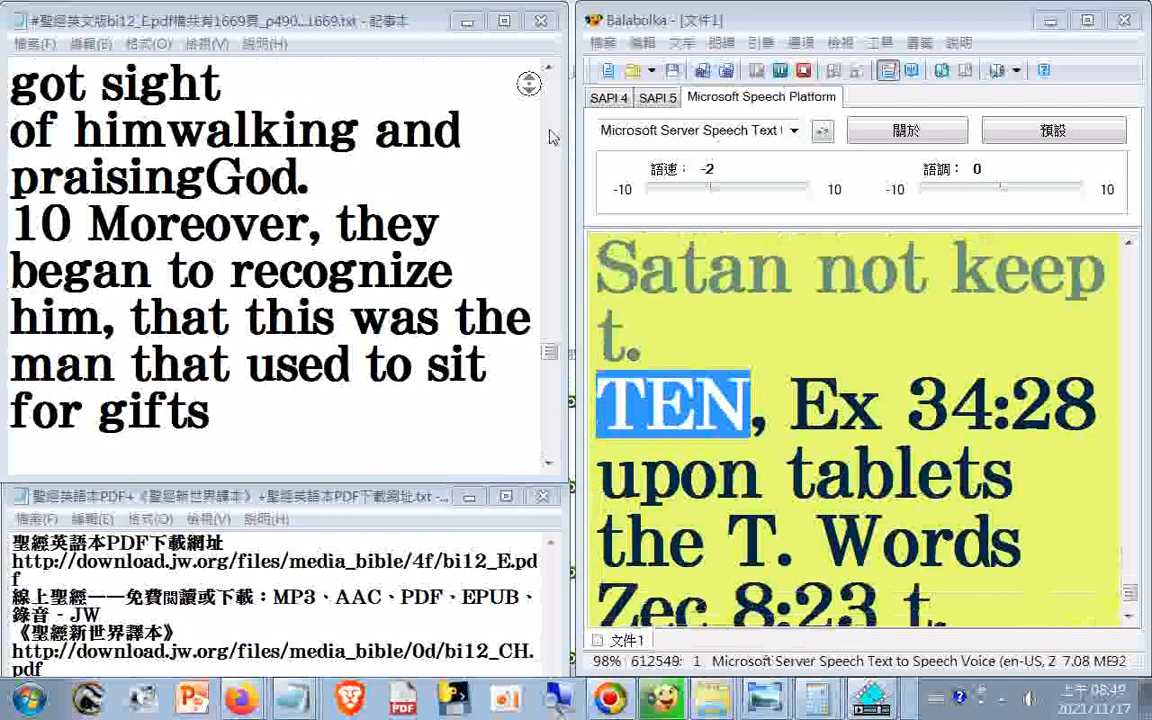 #聖經英文版bi12_E.pdf檔共有1669頁_p490..1669.txt - 記事本
檔案(F) 編輯(E) 格式(O) 檢視(V) 說明(H)
got sight
of himwalking and
praisingGod.
10 Moreover, they
began to recognize
him, that this was the
man that used to sit
for gifts
聖經英語本PDF+《聖經新世界譯本》+聖經英語本PDF下載網址.txt - ...
檔案(F) 編輯(E) 格式(O) 檢視(V) 說明(H)
聖經英語本PDF下載網址
http://download.jw.org/files/media_bible/4f/bi12_E.pd
f
線上聖經——免費閱讀或下載：MP3、AAC、PDF、EPUB、
錄音 - JW
《聖經新世界譯本》
http://download.jw.org/files/media_bible/0d/bi12_CH.
pdf
Balabolka - [文件1]
檔案 編輯 文字 朗讀 引擎 選項 檢視 工具 書籤 說明
SAPI 4 SAPI 5 Microsoft Speech Platform
Microsoft Server Speech Text 關於 預設
語速： -2 語調： 0
-10 10 -10 10
Satan not keep
t.
TEN, Ex 34:28
upon tablets
the T. Words
Zec 8:23 t.
文件1
98% 612549: 1 Microsoft Server Speech Text to Speech Voice (en-US, Z 7.08 ME92
上午 08:49
2021/11/17